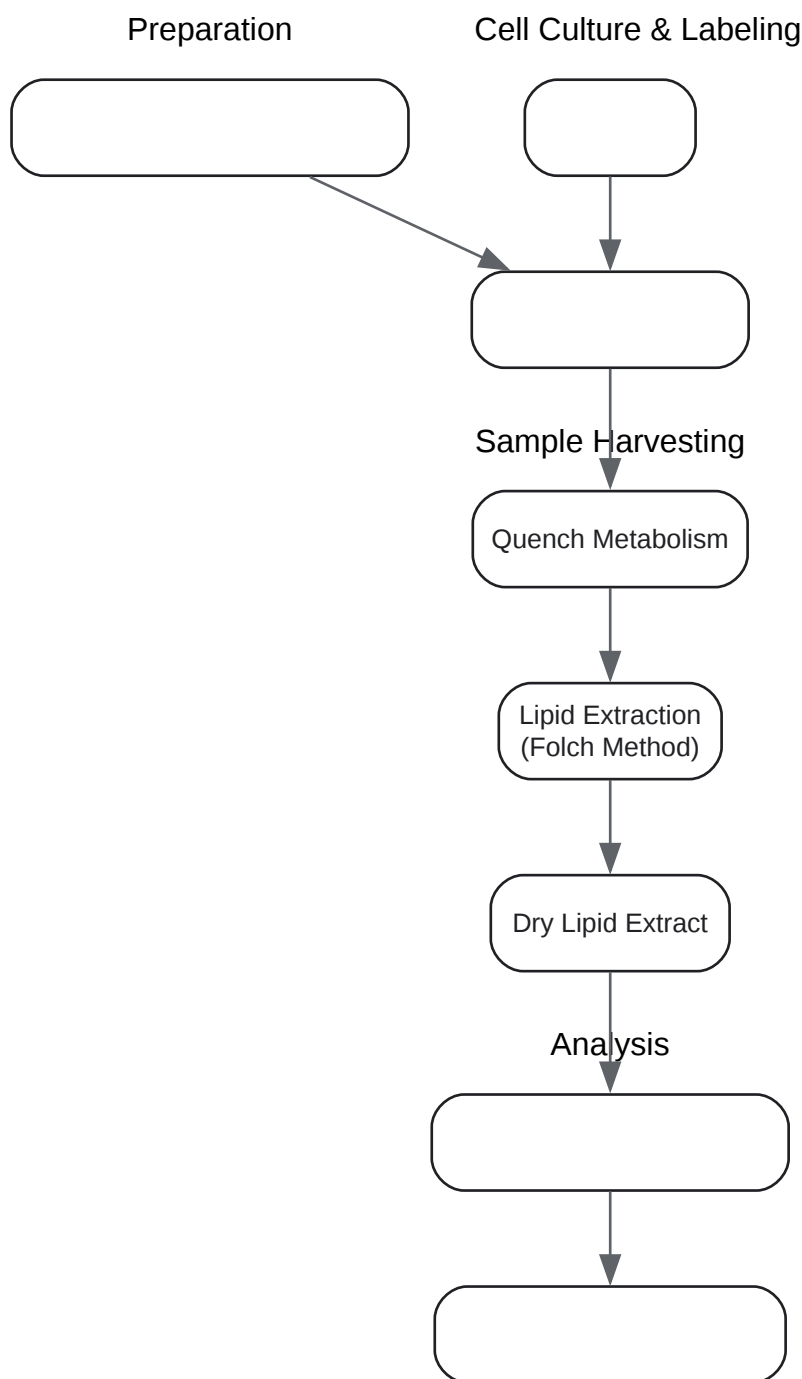 Preparation
Cell Culture & Labeling
Sample Harvesting
Quench Metabolism
Lipid Extraction
(Folch Method)
Dry Lipid Extract
Analysis